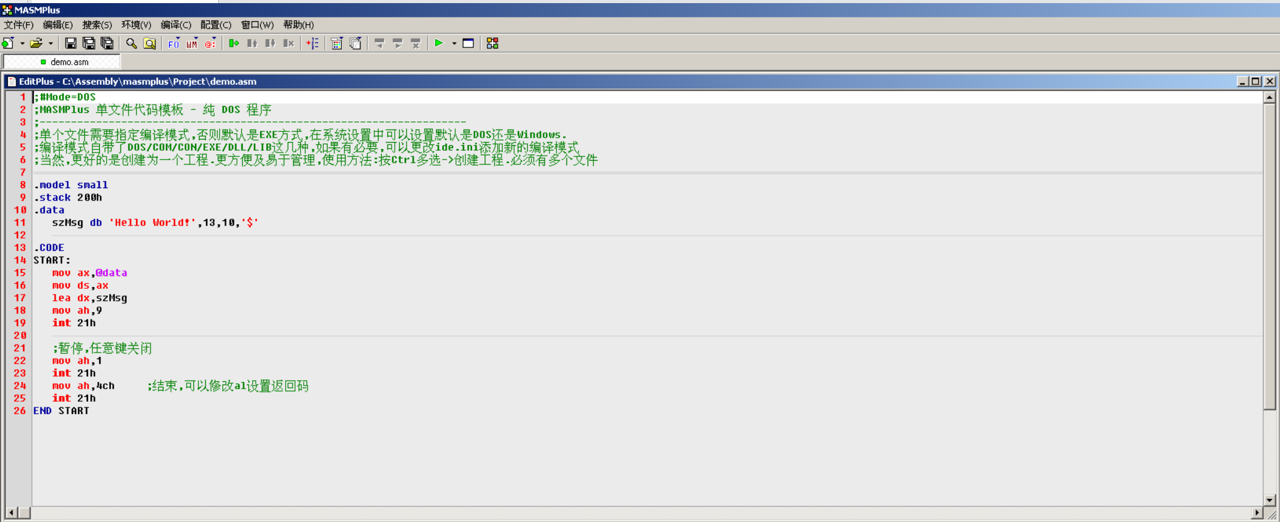 MASMPlus
文件(F) 编辑(E) 搜索(S) 环境(V) 编译(C) 配置(C) 窗口(W) 帮助(H)
demo.asm
EditPlus - C:\Assembly\masmplus\Project\demo.asm
1 ;#Mode=DOS
2 ;MASMPlus 单文件代码模板 - 纯 DOS 程序
3 ;--------------------------------------------------------------------
4 ;单个文件需要指定编译模式,否则默认是EXE方式,在系统设置中可以设置默认是DOS还是Windows.
5 ;编译模式自带了DOS/COM/CON/EXE/DLL/LIB这几种,如果有必要,可以更改ide.ini添加新的编译模式
6 ;当然,更好的是创建为一个工程.更方便及易于管理,使用方法:按Ctrl多选->创建工程.必须有多个文件
7
8 .model small
9 .stack 200h
10 .data
11 szMsg db 'Hello World!',13,10,'$'
12
13 .CODE
14 START:
15 mov ax,@data
16 mov ds,ax
17 lea dx,szMsg
18 mov ah,9
19 int 21h
20
21 ;暂停,任意键关闭
22 mov ah,1
23 int 21h
24 mov ah,4ch ;结束,可以修改al设置返回码
25 int 21h
26 END START